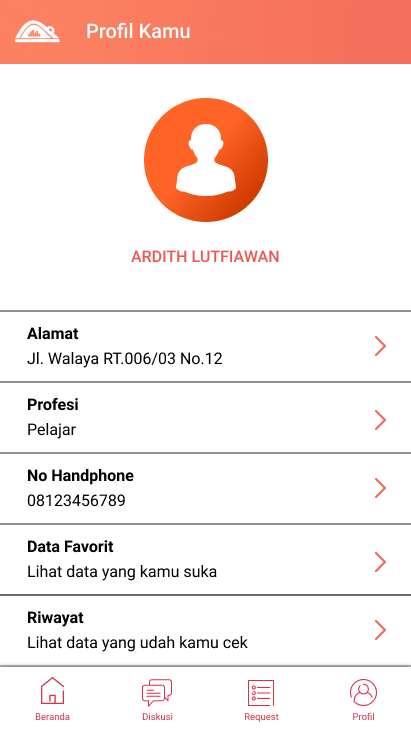 Profil Kamu
ARDITH LUTFIAWAN
Alamat
Jl. Walaya RT.006/03 No.12
Profesi
Pelajar
No Handphone
08123456789
Data Favorit
Lihat data yang kamu suka
Riwayat
Lihat data yang udah kamu cek
Beranda
Diskusi
Request
Profil